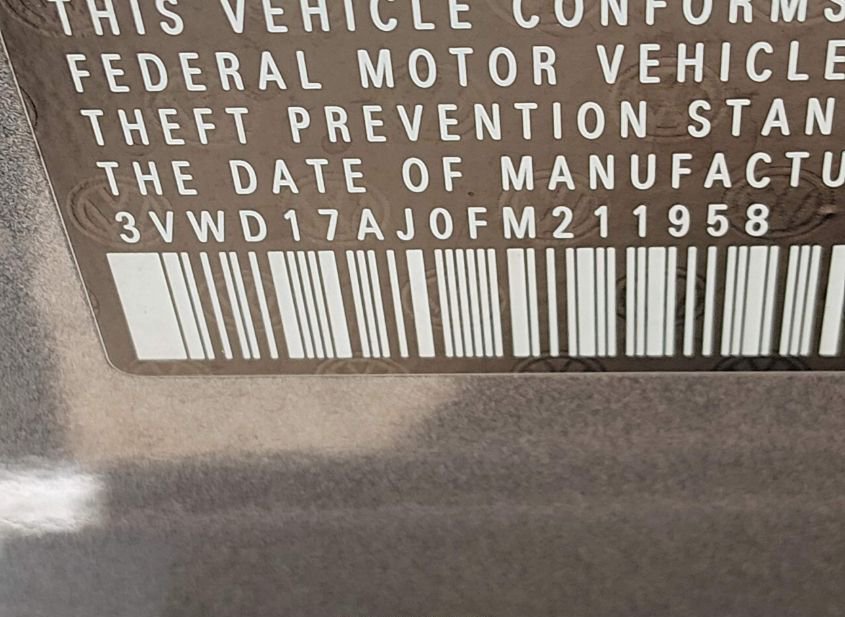 THIS VEHICLE CONFORMS
FEDERAL MOTOR VEHICLE
THEFT PREVENTION STAN
THE DATE OF MANUFACTU
3VWD17AJ0FM211958